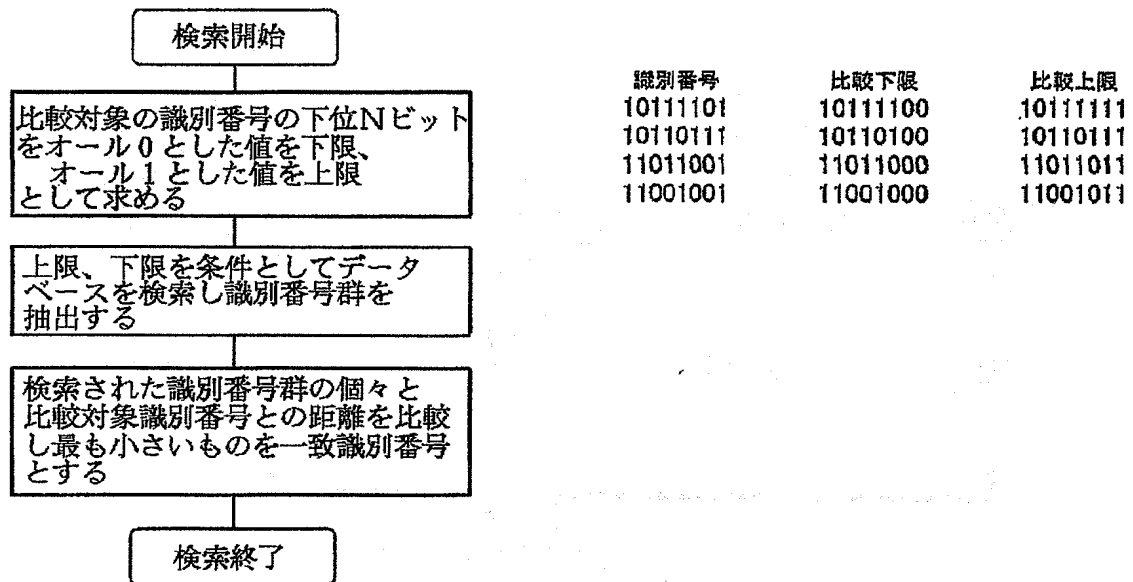 検索開始
比較対象の識別番号の下位Nビット
をオール0とした値を下限、
オール1とした値を上限
として求める
上限、下限を条件としてデータ
ベースを検索し識別番号群を
抽出する
検索された識別番号群の個々と
比較対象識別番号との距離を比較
し最も小さいものを一致識別番号
とする
検索終了
識別番号 比較下限 比較上限
10111101 10111100 10111111
10110111 10110100 10110111
11011001 11011000 11011011
11001001 11001000 11001011